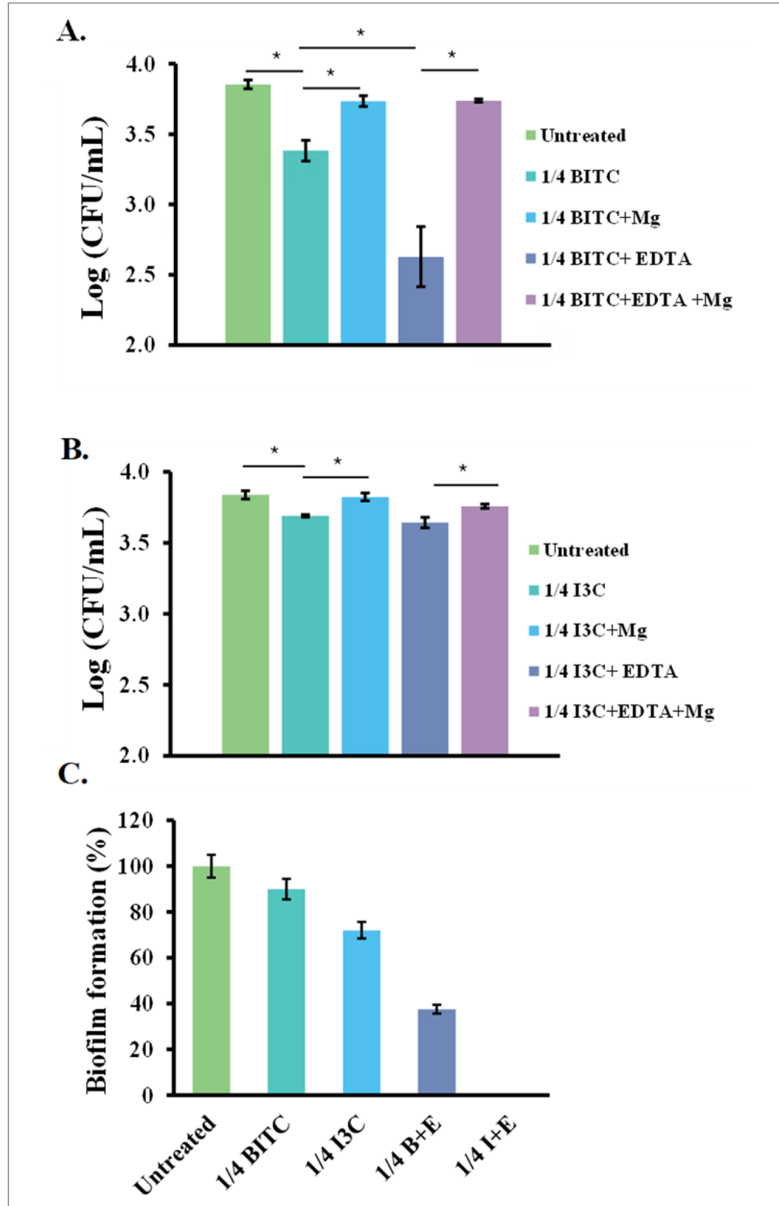 A.
*
*
*
*
Log (CFU/mL)
4.0
3.5
3.0
2.5
2.0
Untreated
1/4 BITC
1/4 BITC+Mg
1/4 BITC+ EDTA
1/4 BITC+EDTA +Mg
B.
*
*
*
Log (CFU/mL)
4.0
3.5
3.0
2.5
2.0
Untreated
1/4 I3C
1/4 I3C+Mg
1/4 I3C+ EDTA
1/4 I3C+EDTA+Mg
C.
Biofilm formation (%)
120
100
80
60
40
20
0
Untreated
1/4 BITC
1/4 I3C
1/4 B+E
1/4 I+E